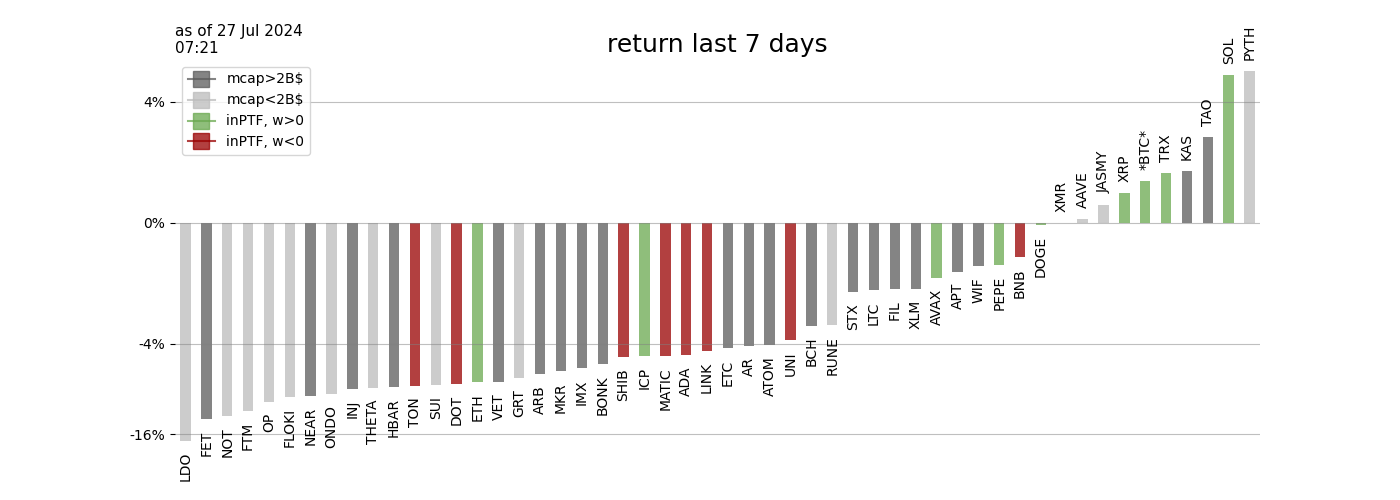 as of 27 Jul 2024
07:21
return last 7 days
mcap>2B$
mcap<2B$
inPTF, w>0
inPTF, w<0
4%
0%
-4%
-16%
LDO
FET
NOT
FTM
OP
FLOKI
NEAR
ONDO
INJ
THETA
HBAR
TON
SUI
DOT
ETH
VET
GRT
ARB
MKR
IMX
BONK
SHIB
ICP
MATIC
ADA
LINK
ETC
AR
ATOM
UNI
BCH
RUNE
STX
LTC
FIL
XLM
AVAX
APT
WIF
PEPE
BNB
DOGE
XMR
AAVE
JASMY
XRP
*BTC*
TRX
KAS
TAO
SOL
PYTH